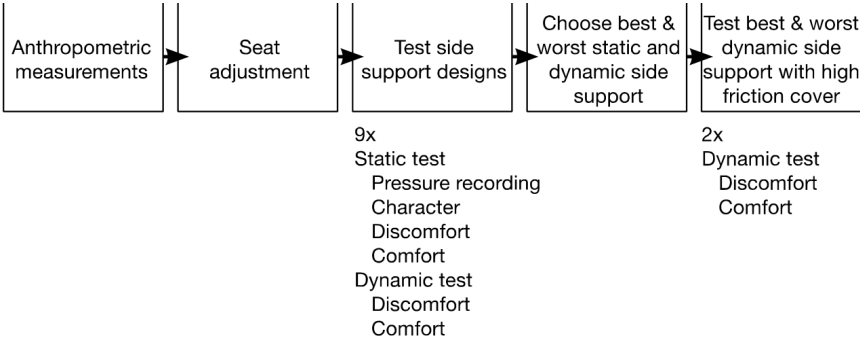 Anthropometric
measurements
Seat
adjustment
Test side
support designs
Choose best &
worst static and
dynamic side
support
Test best & worst
dynamic side
support with high
friction cover
9x
Static test
Pressure recording
Character
Discomfort
Comfort
Dynamic test
Discomfort
Comfort
2x
Dynamic test
Discomfort
Comfort